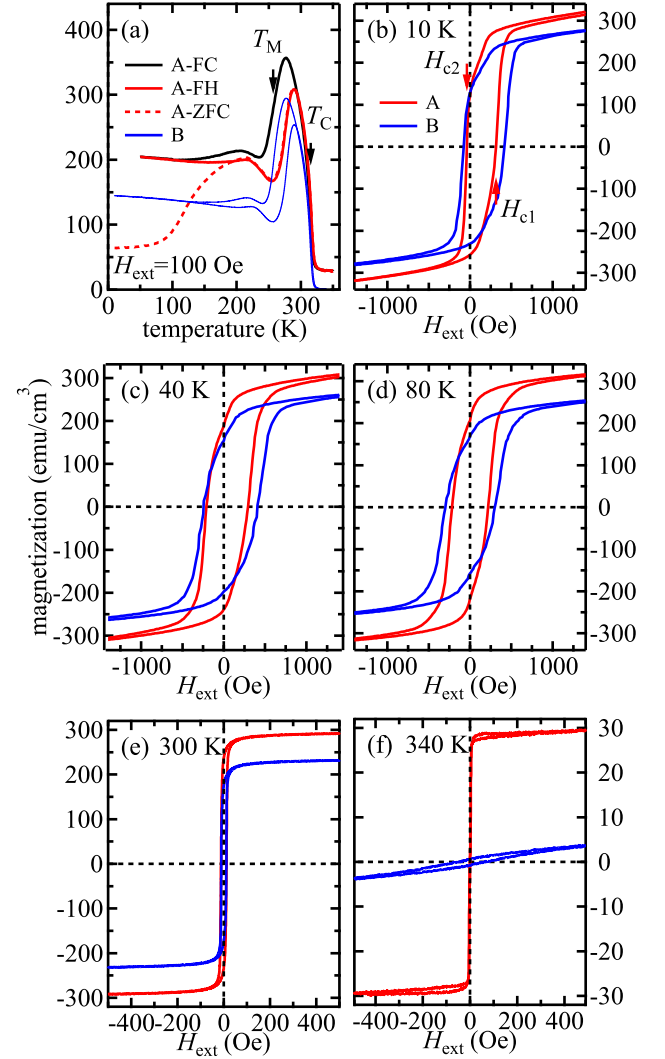 (a)
T_M
A-FC
A-FH
A-ZFC
B
T_C
H_ext=100 Oe
400
300
200
100
0
0 100 200 300
temperature (K)
(b) 10 K
H_c2
A
B
H_c1
300
200
100
0
-100
-200
-300
-1000 0 1000
H_ext (Oe)
magnetization (emu/cm^3)
(c) 40 K
300
200
100
0
-100
-200
-300
-1000 0 1000
H_ext (Oe)
(d) 80 K
300
200
100
0
-100
-200
-300
-1000 0 1000
H_ext (Oe)
(e) 300 K
300
200
100
0
-100
-200
-300
-400 -200 0 200 400
H_ext (Oe)
(f) 340 K
30
20
10
0
-10
-20
-30
-400 0 200 400
H_ext (Oe)